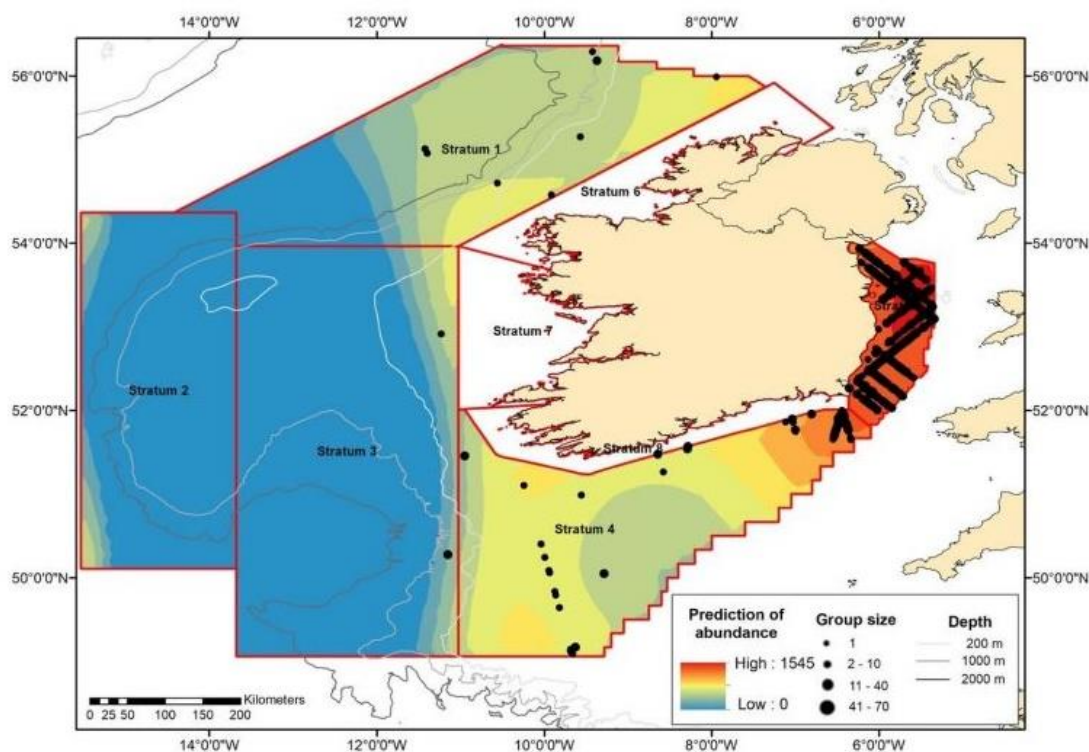 14°0'0"W 12°0'0"W 10°0'0"W 8°0'0"W 6°0'0"W
56°0'0"N 56°0'0"N
Stratum 1
Stratum 6
54°0'0"N 54°0'0"N
Stratum 7
Stratum 2
52°0'0"N 52°0'0"N
Stratum 3
Stratum 8
Stratum 4
50°0'0"N 50°0'0"N
Prediction of abundance
High : 1545
Low : 0
Group size
1
2 - 10
11 - 40
41 - 70
Depth
200 m
1000 m
2000 m
Kilometers
0 25 50 100 150 200
14°0'0"W 12°0'0"W 10°0'0"W 8°0'0"W 6°0'0"W